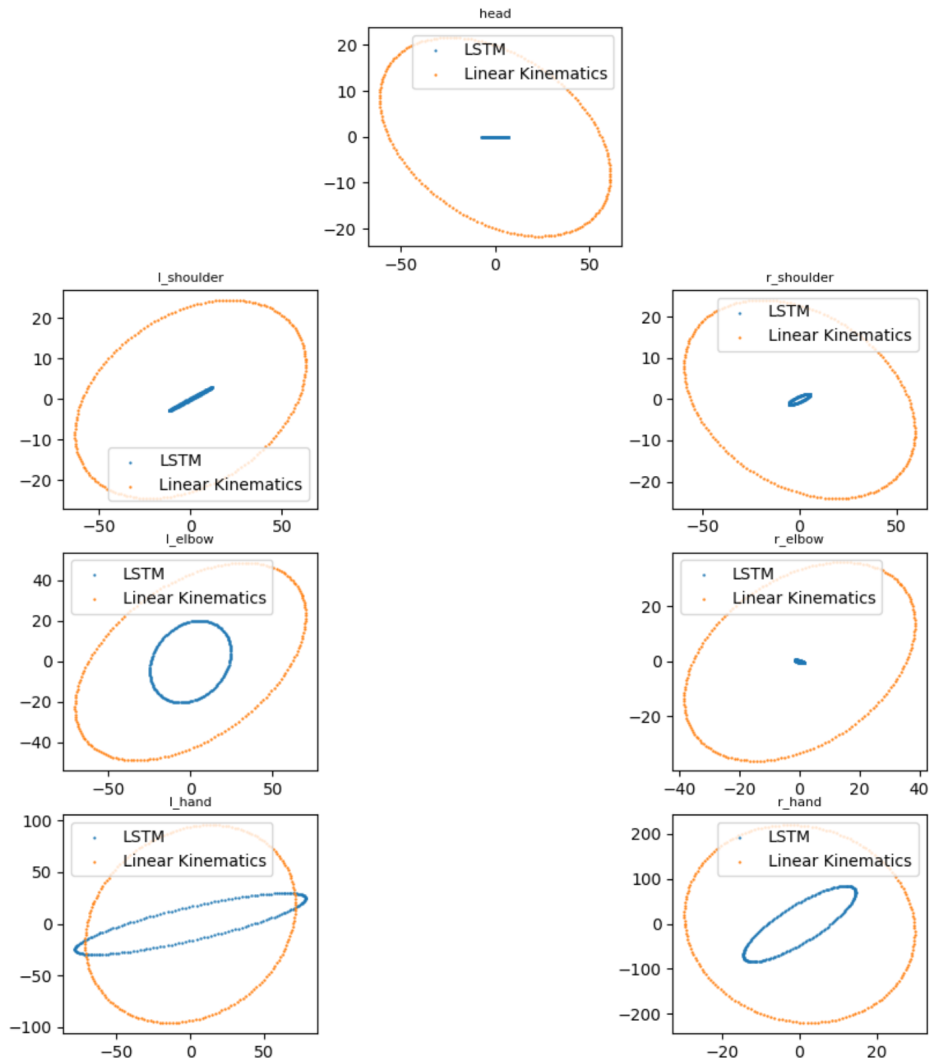 head
LSTM
Linear Kinematics
20
10
0
−10
−20
−50 0 50
l_shoulder
20
10
0
−10
−20
LSTM
Linear Kinematics
−50 0 50
r_shoulder
LSTM
Linear Kinematics
20
10
0
−10
−20
−50 0 50
l_elbow
LSTM
Linear Kinematics
40
20
0
−20
−40
−50 0 50
r_elbow
LSTM
Linear Kinematics
20
0
−20
−40 −20 0 20 40
l_hand
LSTM
Linear Kinematics
100
50
0
−50
−100
−50 0 50
r_hand
LSTM
Linear Kinematics
200
100
0
−100
−200
−20 0 20